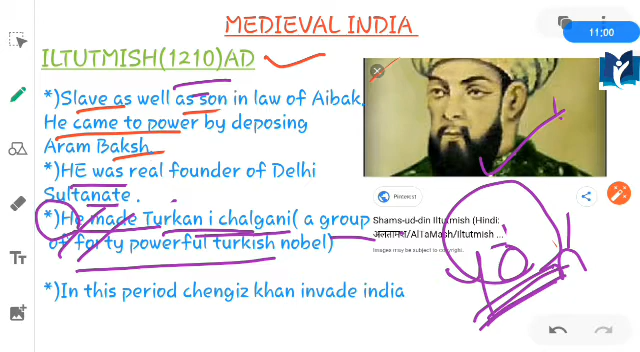 MEDIEVAL INDIA
11:00
ILTUTMISH(1210)AD
*)Slave as well as son in law of Aibak,
He came to power by deposing
Aram Baksh.
*)HE was real founder of Delhi
Sultanate .
*)He made Turkan i chalgani( a group
of forty powerful turkish nobel)
*)In this period chengiz khan invade india
Pinterest
Shams-ud-din Iltutmish (Hindi:
अलतामश/AlTaMash/Iltutmish ...
Images may be subject to copyright.
Tт